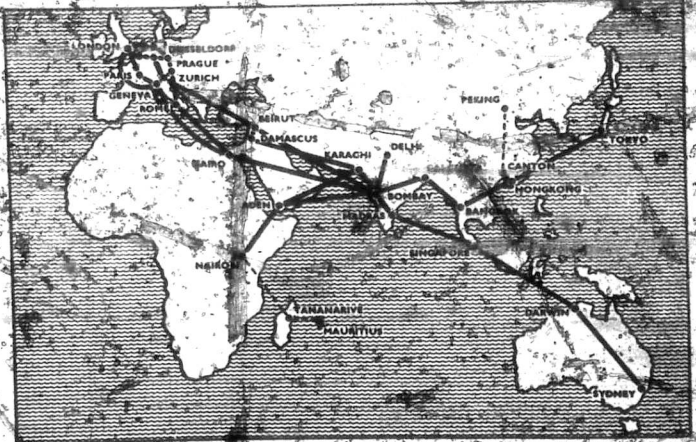 LONDON
DUSSELDORF
PRAGUE
PARIS
ZURICH
GENEVA
ROME
BEIRUT
DAMASCUS
CAIRO
KARACHI
DELHI
PEKING
TOKYO
CANTON
HONGKONG
BOMBAY
ADEN
MADRAS
SINGAPORE
NAIROBI
TANANARIVE
MAURITIUS
DARWIN
SYDNEY